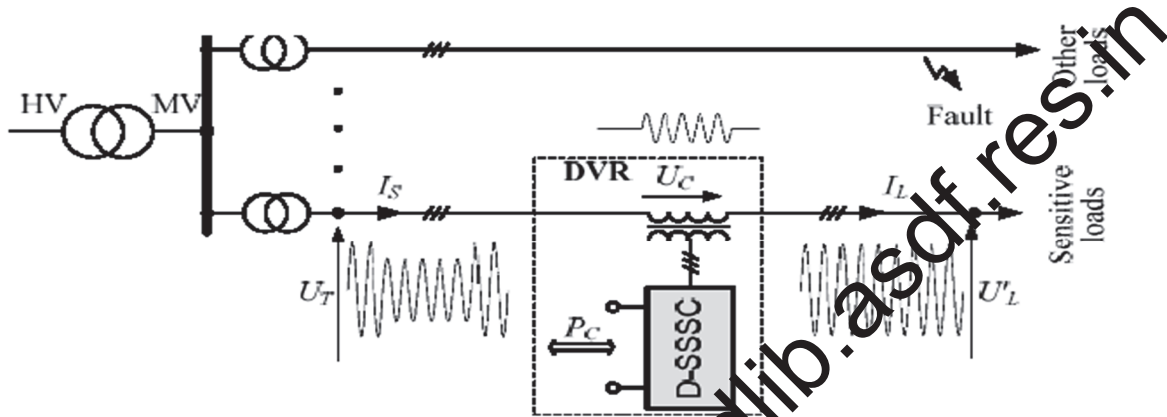 HV
MV
Other
loads
Fault
DVR
U_C
I_S
I_L
Sensitive
loads
U_T
P_C
D-SSSC
U'_L
dlib.asdf.res.in